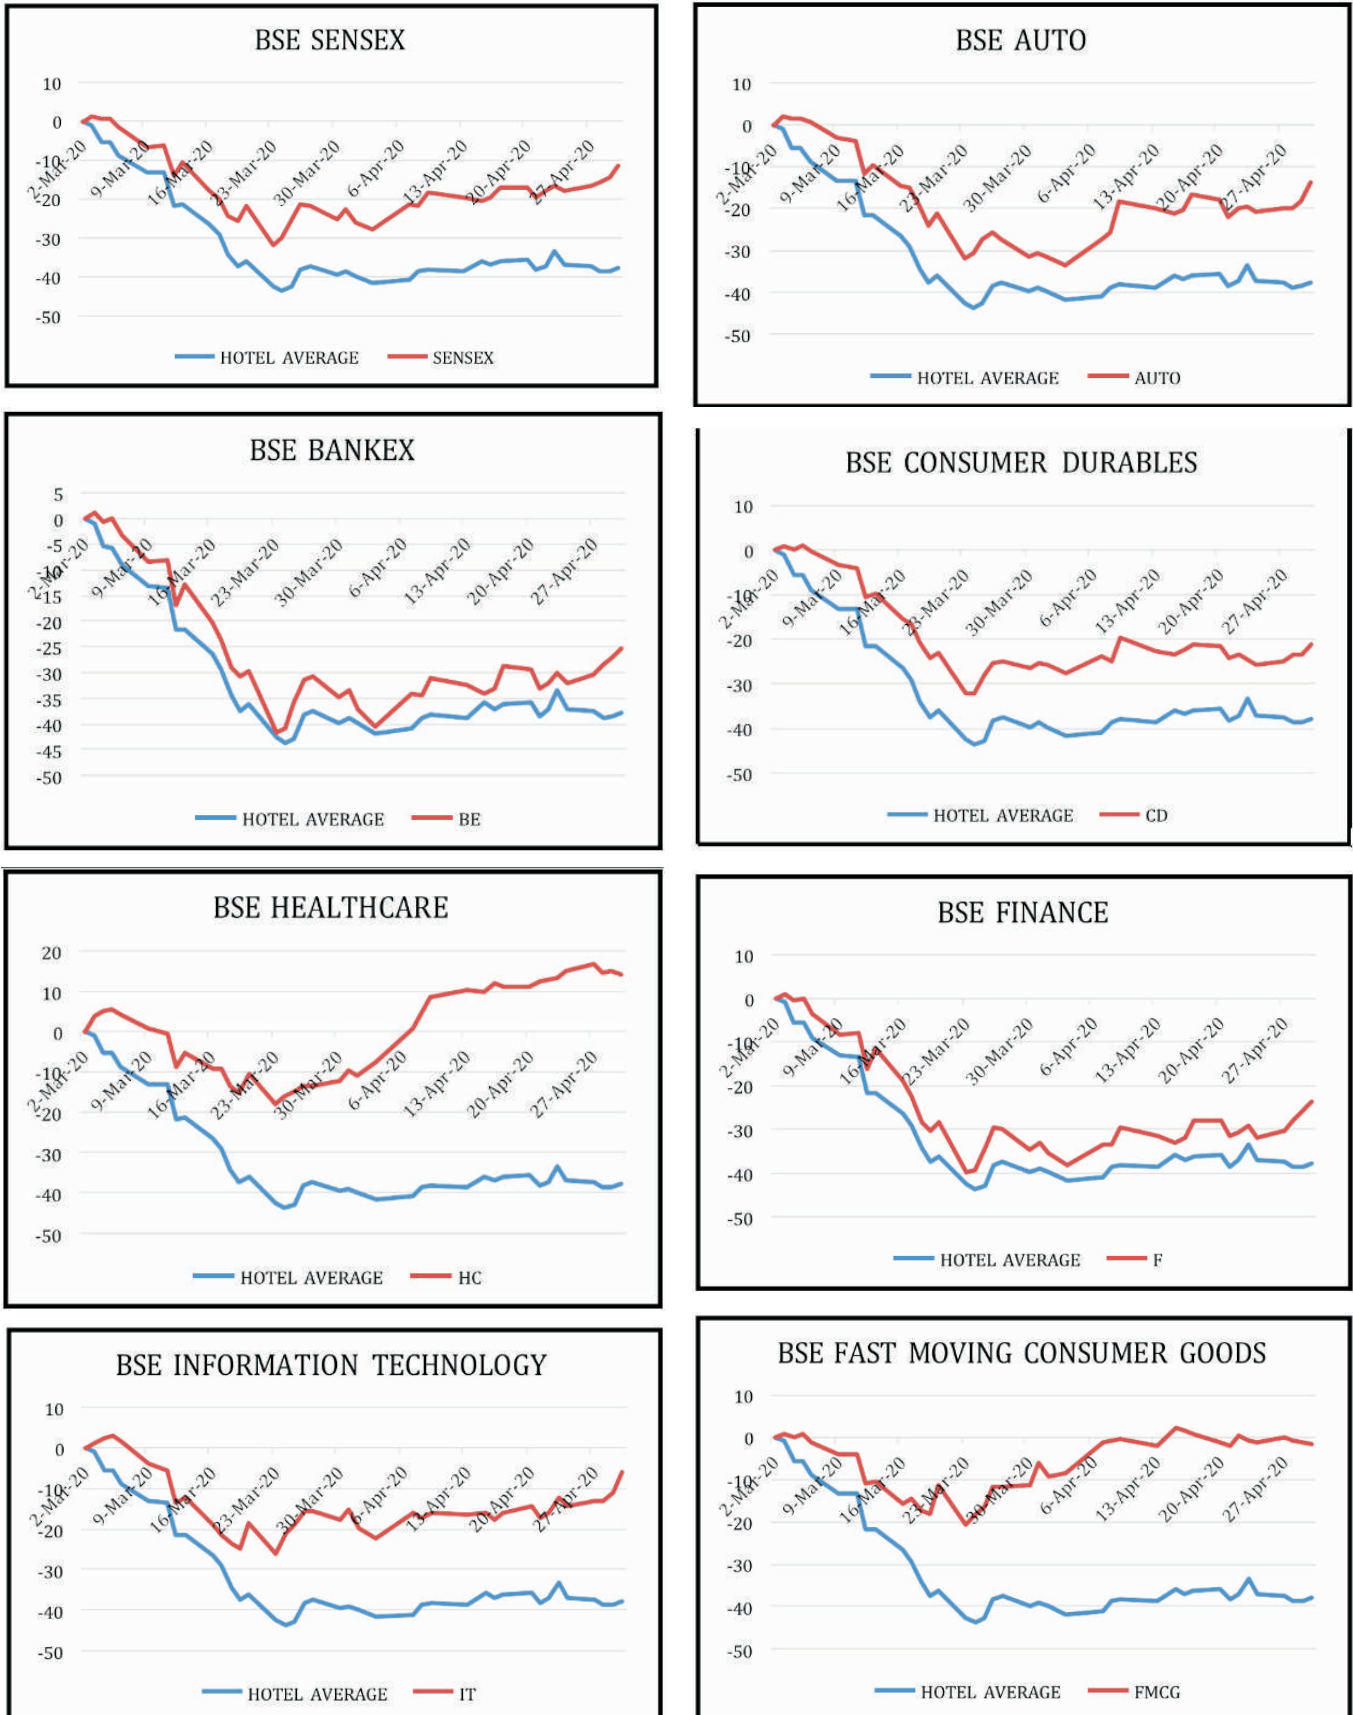 BSE SENSEX
10
0
-10
-20
-30
-40
-50
2-Mar-20
9-Mar-20
16-Mar-20
23-Mar-20
30-Mar-20
6-Apr-20
13-Apr-20
20-Apr-20
27-Apr-20
HOTEL AVERAGE SENSEX
BSE AUTO
10
0
-10
-20
-30
-40
-50
2-Mar-20
9-Mar-20
16-Mar-20
23-Mar-20
30-Mar-20
6-Apr-20
13-Apr-20
20-Apr-20
27-Apr-20
HOTEL AVERAGE AUTO
BSE BANKEX
5
0
-5
-10
-15
-20
-25
-30
-35
-40
-45
-50
2-Mar-20
9-Mar-20
16-Mar-20
23-Mar-20
30-Mar-20
6-Apr-20
13-Apr-20
20-Apr-20
27-Apr-20
HOTEL AVERAGE BE
BSE CONSUMER DURABLES
10
0
-10
-20
-30
-40
-50
2-Mar-20
9-Mar-20
16-Mar-20
23-Mar-20
30-Mar-20
6-Apr-20
13-Apr-20
20-Apr-20
27-Apr-20
HOTEL AVERAGE CD
BSE HEALTHCARE
20
10
0
-10
-20
-30
-40
-50
2-Mar-20
9-Mar-20
16-Mar-20
23-Mar-20
30-Mar-20
6-Apr-20
13-Apr-20
20-Apr-20
27-Apr-20
HOTEL AVERAGE HC
BSE FINANCE
10
0
-10
-20
-30
-40
-50
2-Mar-20
9-Mar-20
16-Mar-20
23-Mar-20
30-Mar-20
6-Apr-20
13-Apr-20
20-Apr-20
27-Apr-20
HOTEL AVERAGE F
BSE INFORMATION TECHNOLOGY
10
0
-10
-20
-30
-40
-50
2-Mar-20
9-Mar-20
16-Mar-20
23-Mar-20
30-Mar-20
6-Apr-20
13-Apr-20
20-Apr-20
27-Apr-20
HOTEL AVERAGE IT
BSE FAST MOVING CONSUMER GOODS
10
0
-10
-20
-30
-40
-50
2-Mar-20
9-Mar-20
16-Mar-20
23-Mar-20
30-Mar-20
6-Apr-20
13-Apr-20
20-Apr-20
27-Apr-20
HOTEL AVERAGE FMCG